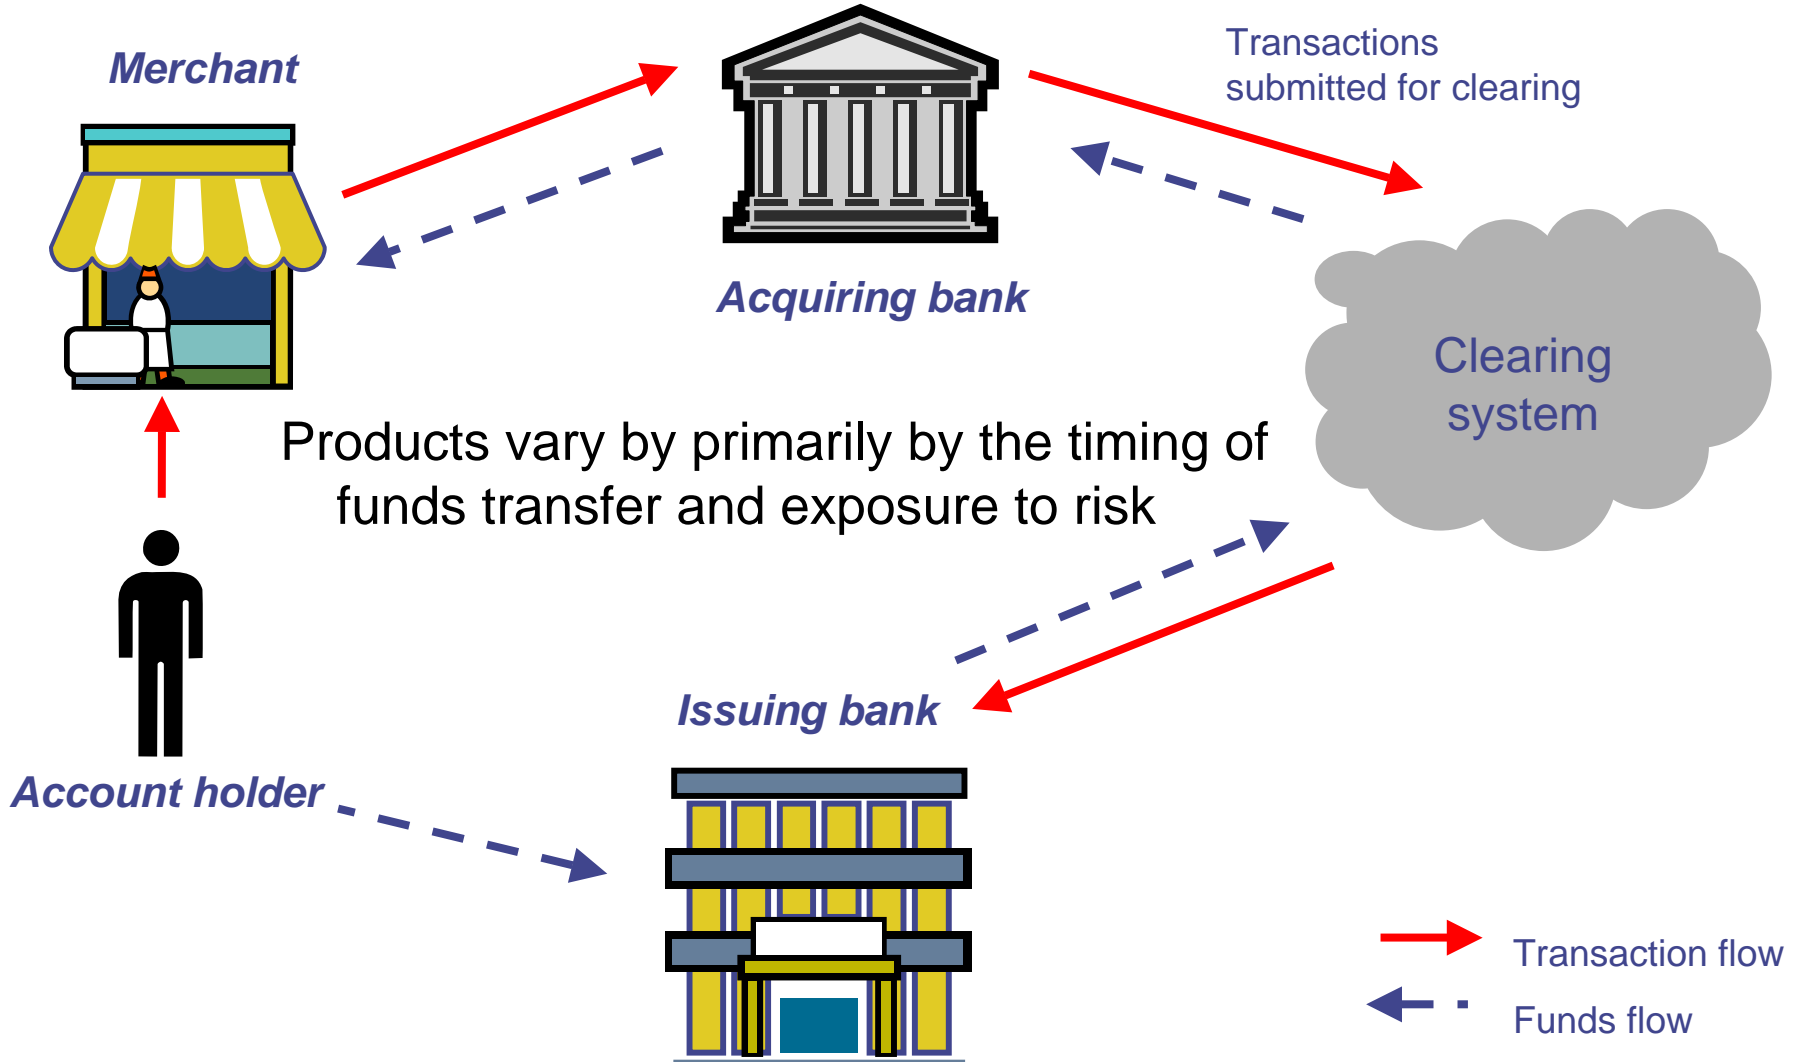 Merchant
Transactions
submitted for clearing
Acquiring bank
Clearing
system
Products vary by primarily by the timing of
funds transfer and exposure to risk
Issuing bank
Account holder
Transaction flow
Funds flow